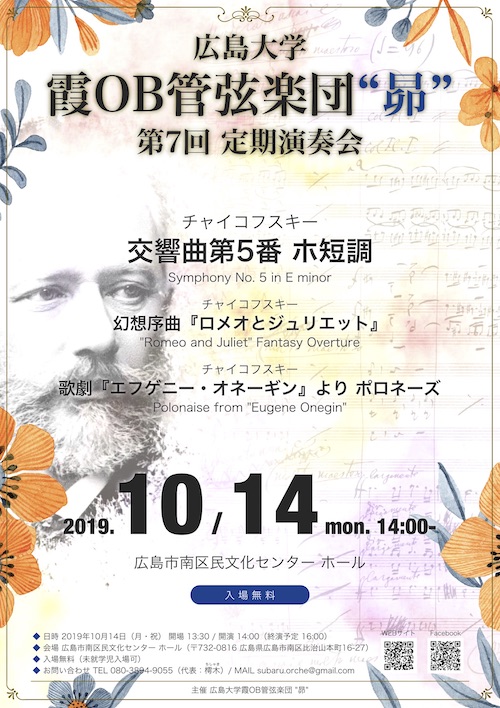 広島大学
霞OB管弦楽団“昴”
第7回 定期演奏会
チャイコフスキー
交響曲第5番 ホ短調
Symphony No. 5 in E minor
チャイコフスキー
幻想序曲『ロメオとジュリエット』
"Romeo and Juliet" Fantasy Overture
チャイコフスキー
歌劇『エフゲニー・オネーギン』より ポロネーズ
Polonaise from "Eugene Onegin"
2019. 10/14 mon. 14:00-
広島市南区民文化センター ホール
入場無料
◆ 日時 2019年10月14日（月・祝） 開場 13:30 / 開演 14:00（終演予定 16:00）
◆ 会場 広島市南区民文化センター ホール（〒732-0816 広島県広島市南区比治山本町16-27）
◆ 入場無料（未就学児入場可）
◆ お問い合わせ TEL 080-3894-9055（代表： / MAIL subaru.orche@gmail.com
WEBサイト
Facebook
主催 広島大学霞OB管弦楽団 "昴"